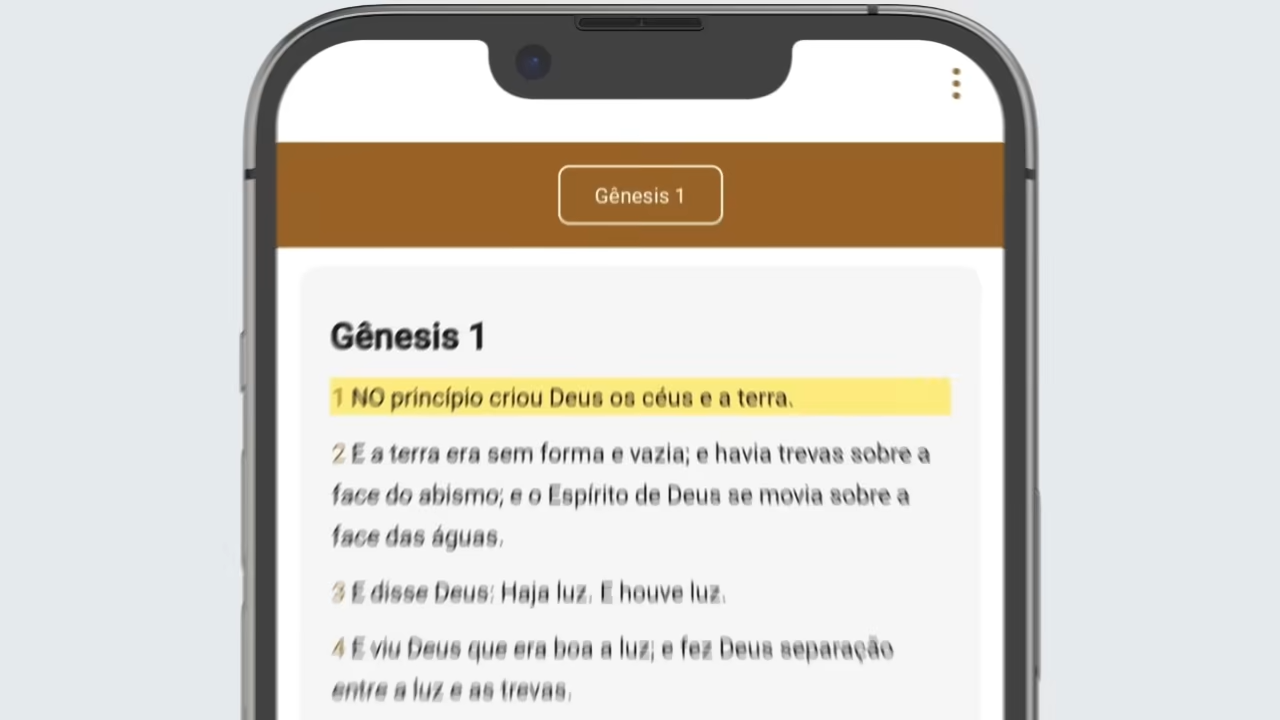 Gênesis 1
Gênesis 1
1 NO princípio criou Deus os céus e a terra.
2 E a terra era sem forma e vazia; e havia trevas sobre a
face do abismo; e o Espírito de Deus se movia sobre a
face das águas.
3 E disse Deus: Haja luz. E houve luz.
4 E viu Deus que era boa a luz; e fez Deus separação
entre a luz e as trevas.